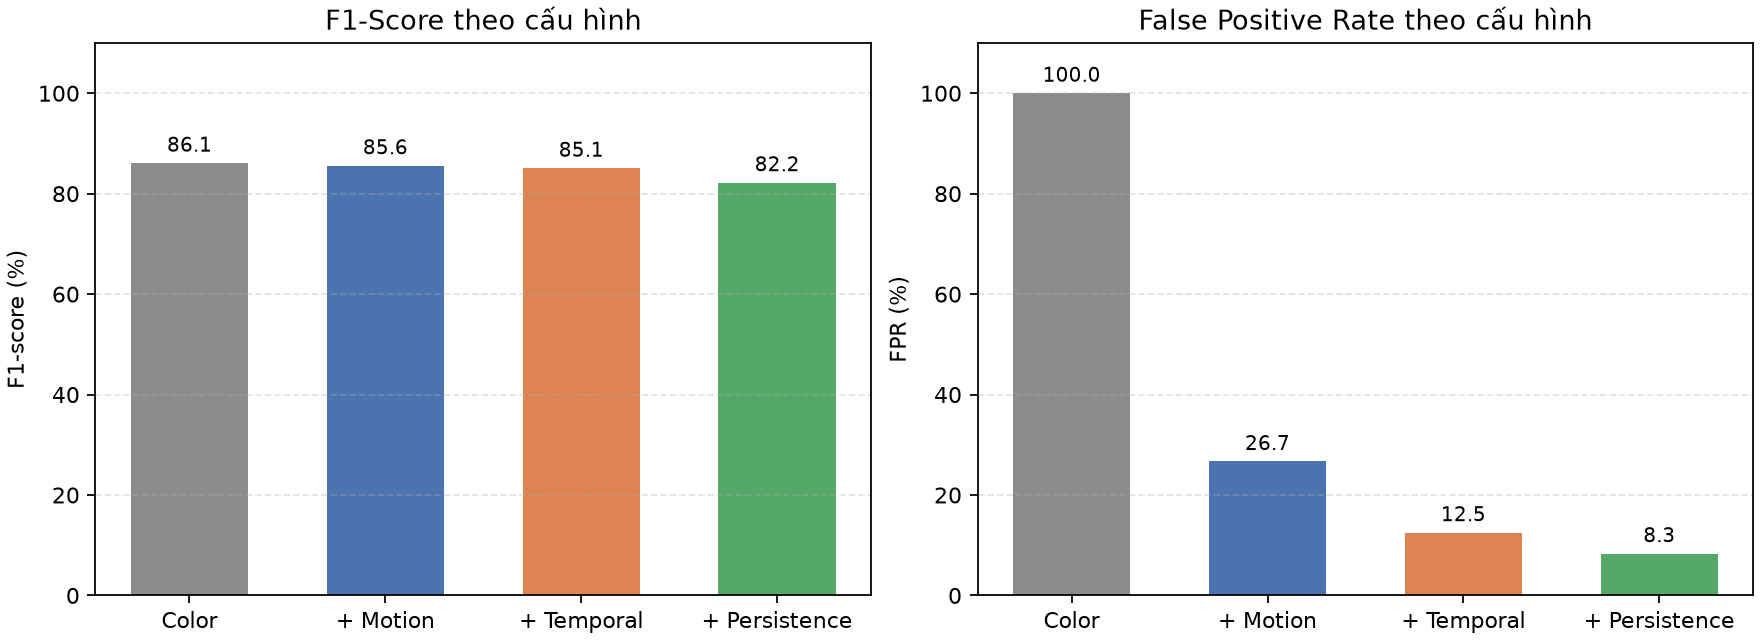 F1-Score theo cấu hình
F1-score (%)
100
80
60
40
20
0
86.1
85.6
85.1
82.2
Color
+ Motion
+ Temporal
+ Persistence
False Positive Rate theo cấu hình
FPR (%)
100
80
60
40
20
0
100.0
26.7
12.5
8.3
Color
+ Motion
+ Temporal
+ Persistence